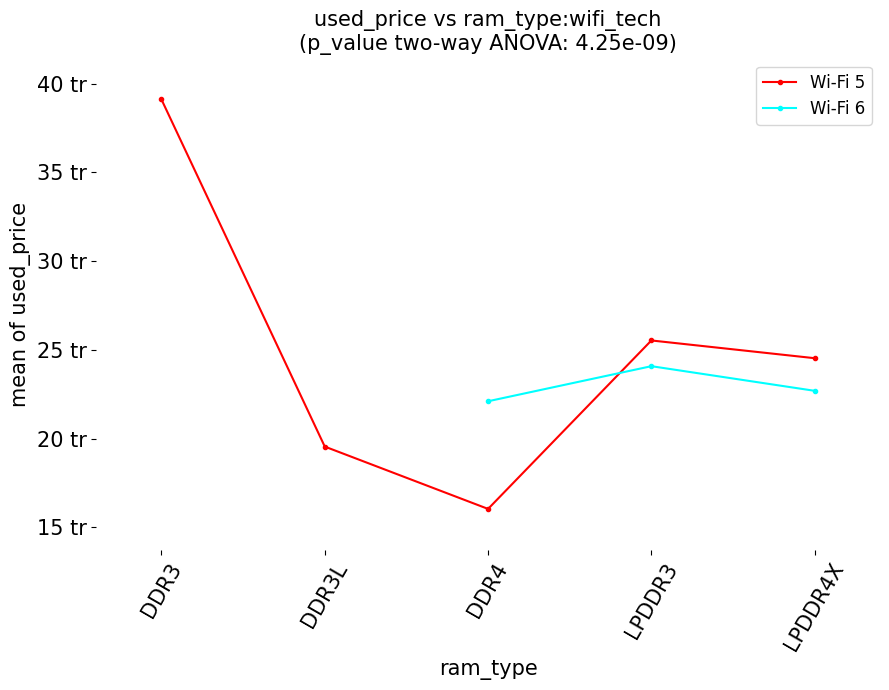 used_price vs ram_type:wifi_tech
(p_value two-way ANOVA: 4.25e-09)
Wi-Fi 5
Wi-Fi 6
mean of used_price
40 tr
35 tr
30 tr
25 tr
20 tr
15 tr
DDR3
DDR3L
DDR4
LPDDR3
LPDDR4X
ram_type